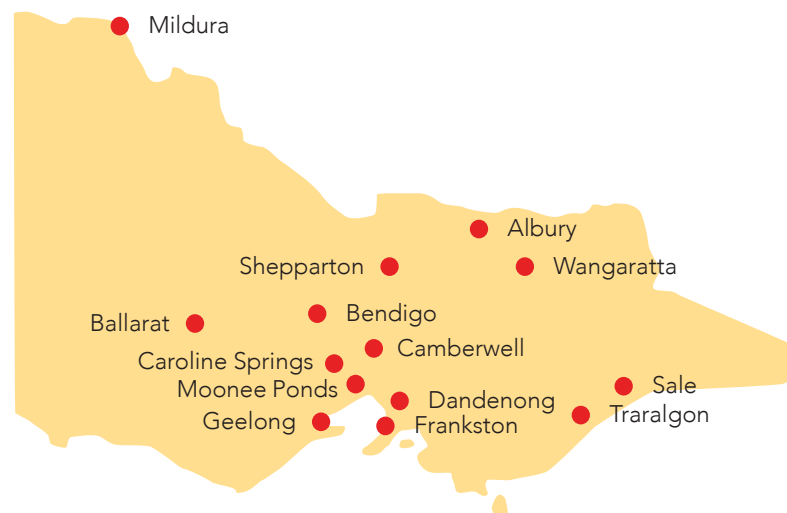 Mildura
Albury
Shepparton
Wangaratta
Bendigo
Ballarat
Camberwell
Caroline Springs
Moonee Ponds
Sale
Dandenong
Traralgon
Geelong
Frankston